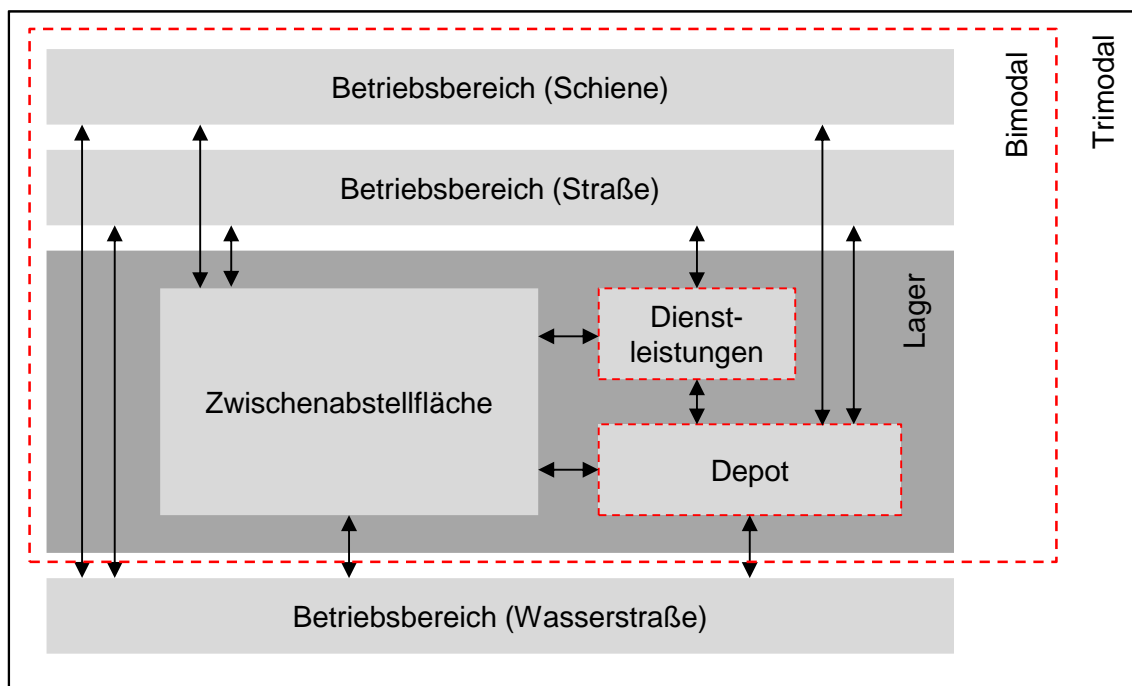 Betriebsbereich (Schiene)
Bimodal
Trimodal
Betriebsbereich (Straße)
Lager
Dienst-
leistungen
Zwischenabstellfläche
Depot
Betriebsbereich (Wasserstraße)